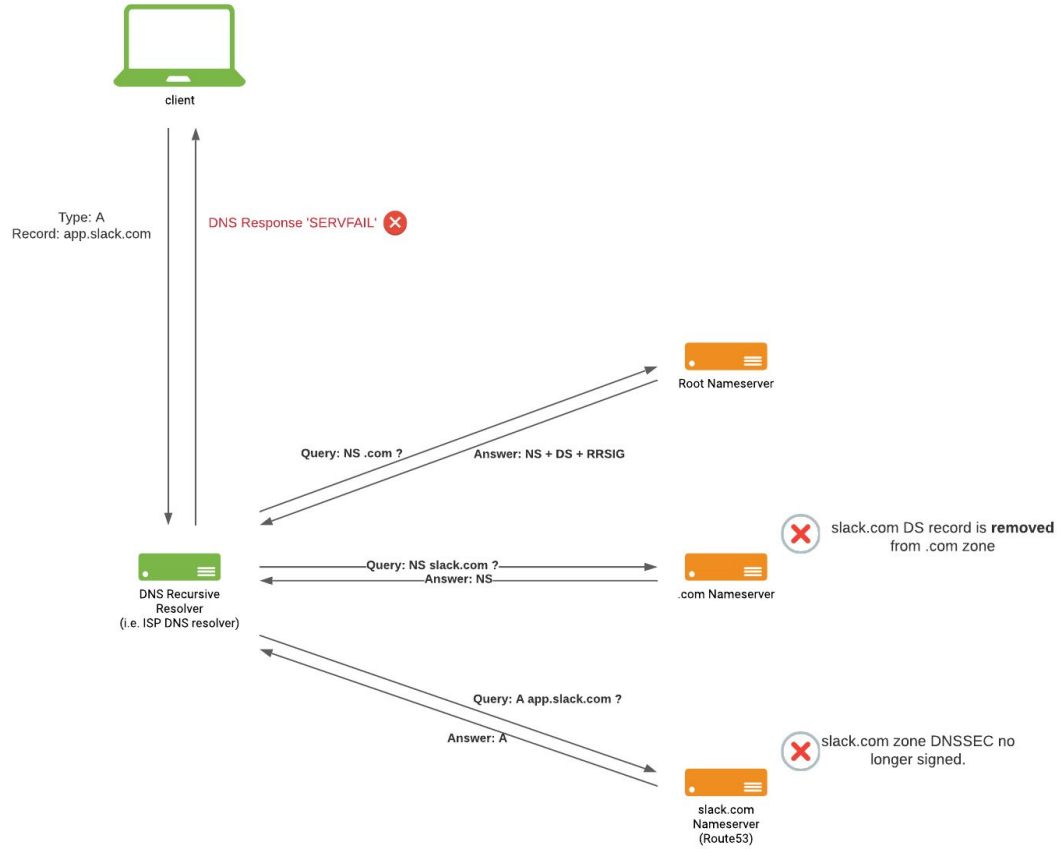 client
Type: A
Record: app.slack.com
DNS Response 'SERVFAIL'
Root Nameserver
Query: NS .com ?
Answer: NS + DS + RRSIG
slack.com DS record is removed
from .com zone
Query: NS slack.com ?
Answer: NS
DNS Recursive
Resolver
(i.e. ISP DNS resolver)
.com Nameserver
Query: A app.slack.com ?
Answer: A
slack.com zone DNSSEC no
longer signed.
slack.com
Nameserver
(Route53)